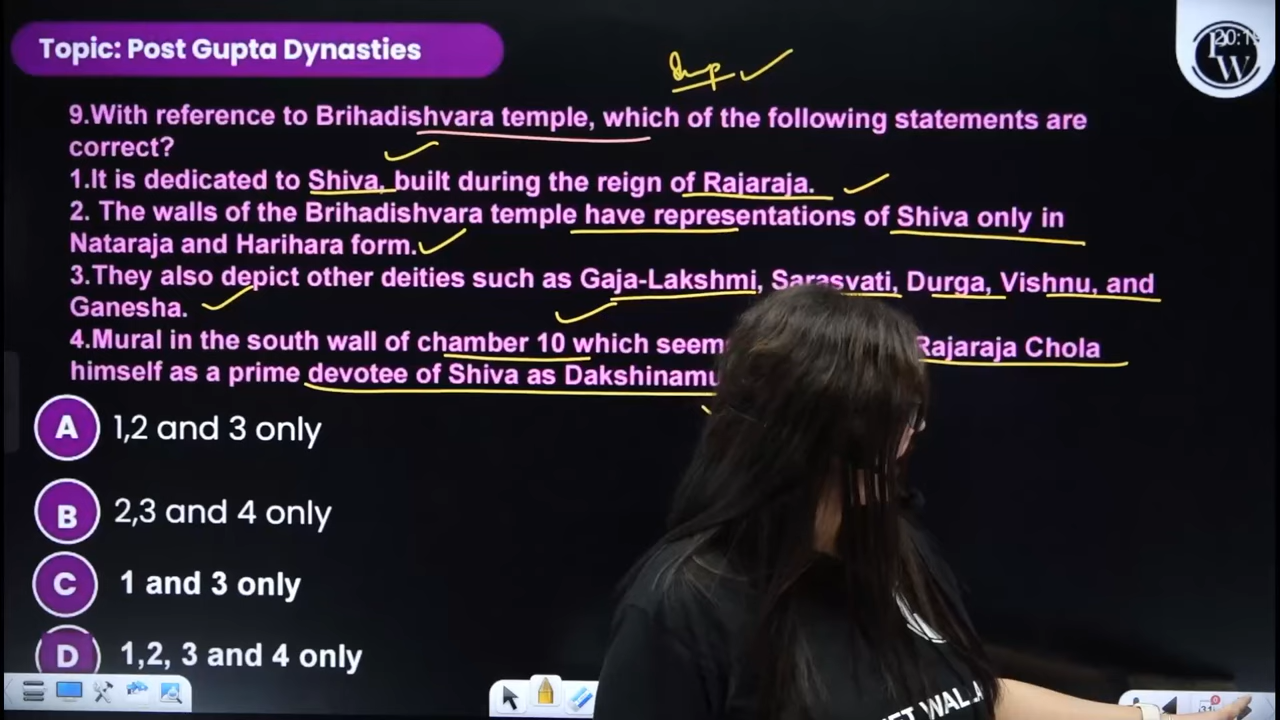 Topic: Post Gupta Dynasties
Imp
20:1
PW
9.With reference to Brihadishvara temple, which of the following statements are
correct?
1.It is dedicated to Shiva, built during the reign of Rajaraja.
2. The walls of the Brihadishvara temple have representations of Shiva only in
Nataraja and Harihara form.
3.They also depict other deities such as Gaja-Lakshmi, Sarasvati, Durga, Vishnu, and
Ganesha.
4.Mural in the south wall of chamber 10 which Rajaraja Chola
himself as a prime devotee of Shiva as
A 1,2 and 3 only
B 2,3 and 4 only
C 1 and 3 only
D 1,2, 3 and 4 only